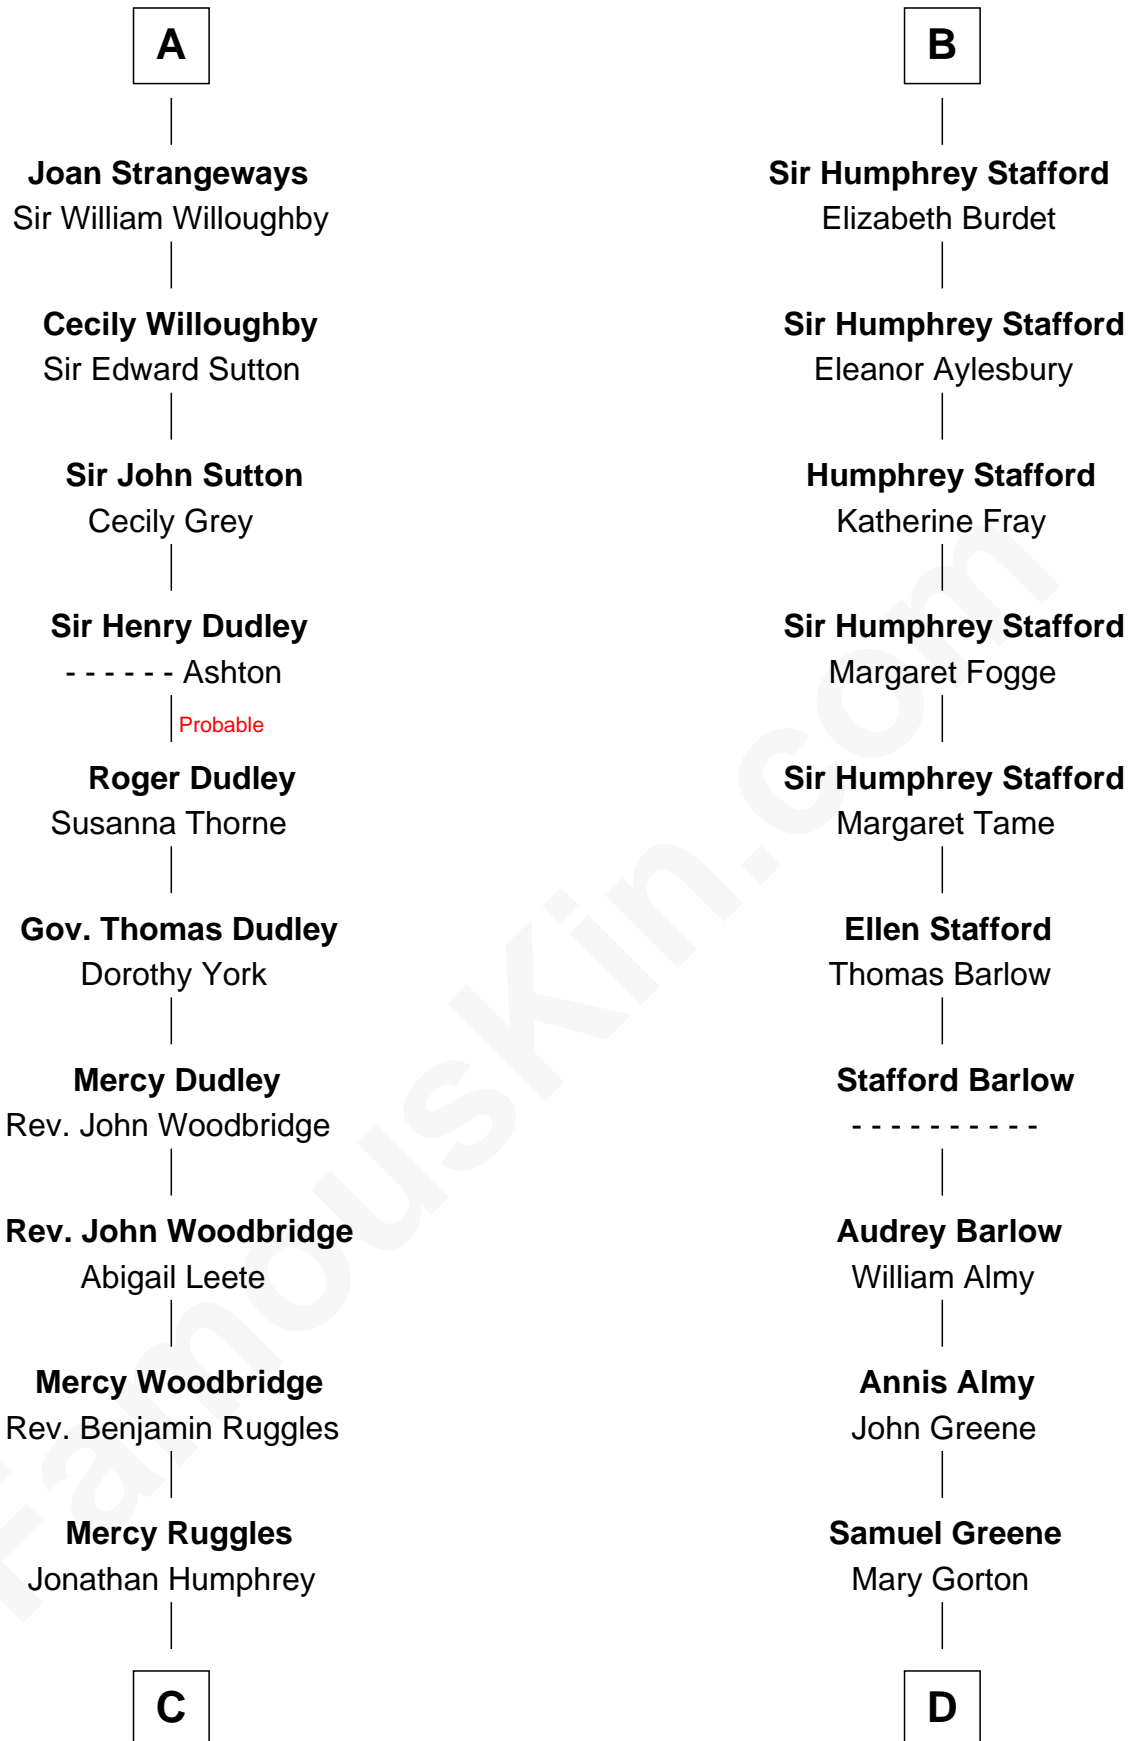 A
Joan Strangeways
Sir William Willoughby
Cecily Willoughby
Sir Edward Sutton
Sir John Sutton
Cecily Grey
Sir Henry Dudley
- - - - - - Ashton
Probable
Roger Dudley
Susanna Thorne
Gov. Thomas Dudley
Dorothy York
Mercy Dudley
Rev. John Woodbridge
Rev. John Woodbridge
Abigail Leete
Mercy Woodbridge
Rev. Benjamin Ruggles
Mercy Ruggles
Jonathan Humphrey
C
B
Sir Humphrey Stafford
Elizabeth Burdet
Sir Humphrey Stafford
Eleanor Aylesbury
Humphrey Stafford
Katherine Fray
Sir Humphrey Stafford
Margaret Fogge
Sir Humphrey Stafford
Margaret Tame
Ellen Stafford
Thomas Barlow
Stafford Barlow
- - - - - - - - - -
Audrey Barlow
William Almy
Annis Almy
John Greene
Samuel Greene
Mary Gorton
D
FamousKin.com